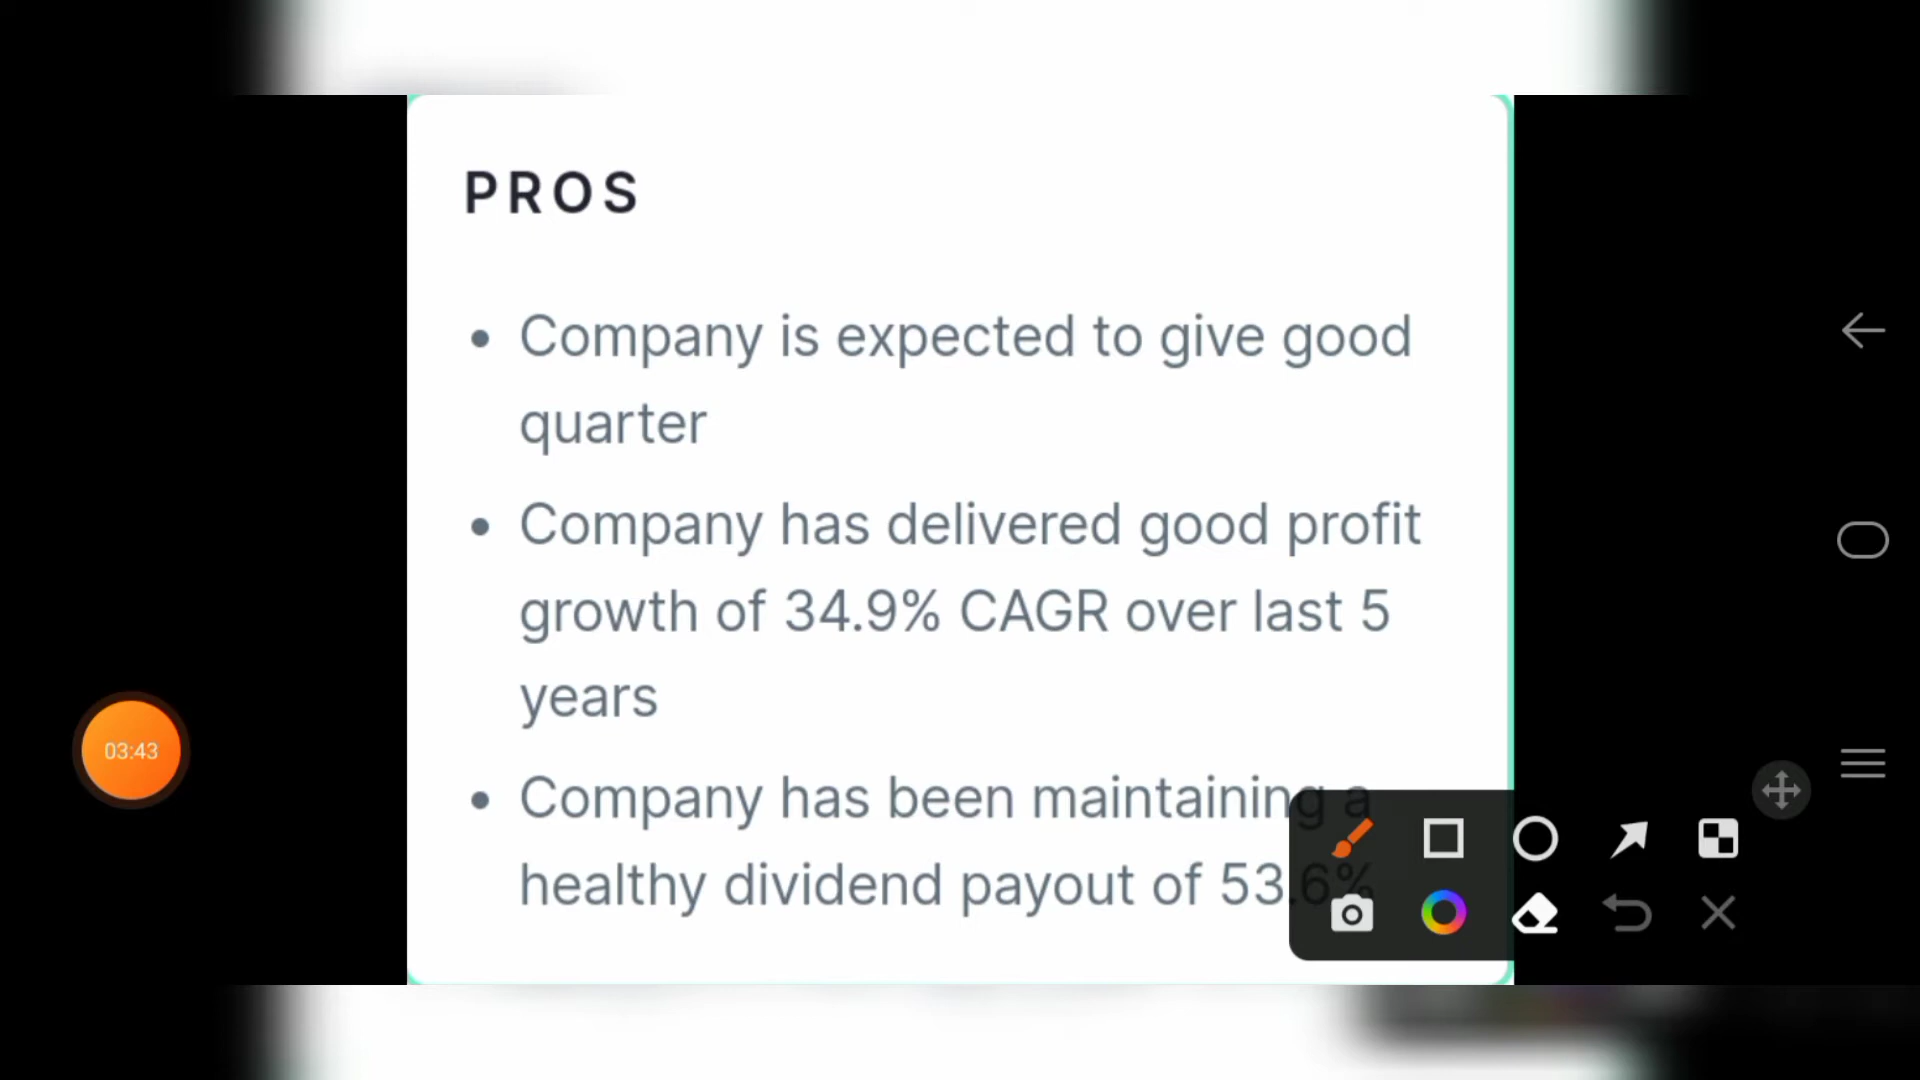 PROS
• Company is expected to give good
quarter
• Company has delivered good profit
growth of 34.9% CAGR over last 5
years
• Company has been maintaining a
healthy dividend payout of 53.6%
03:43